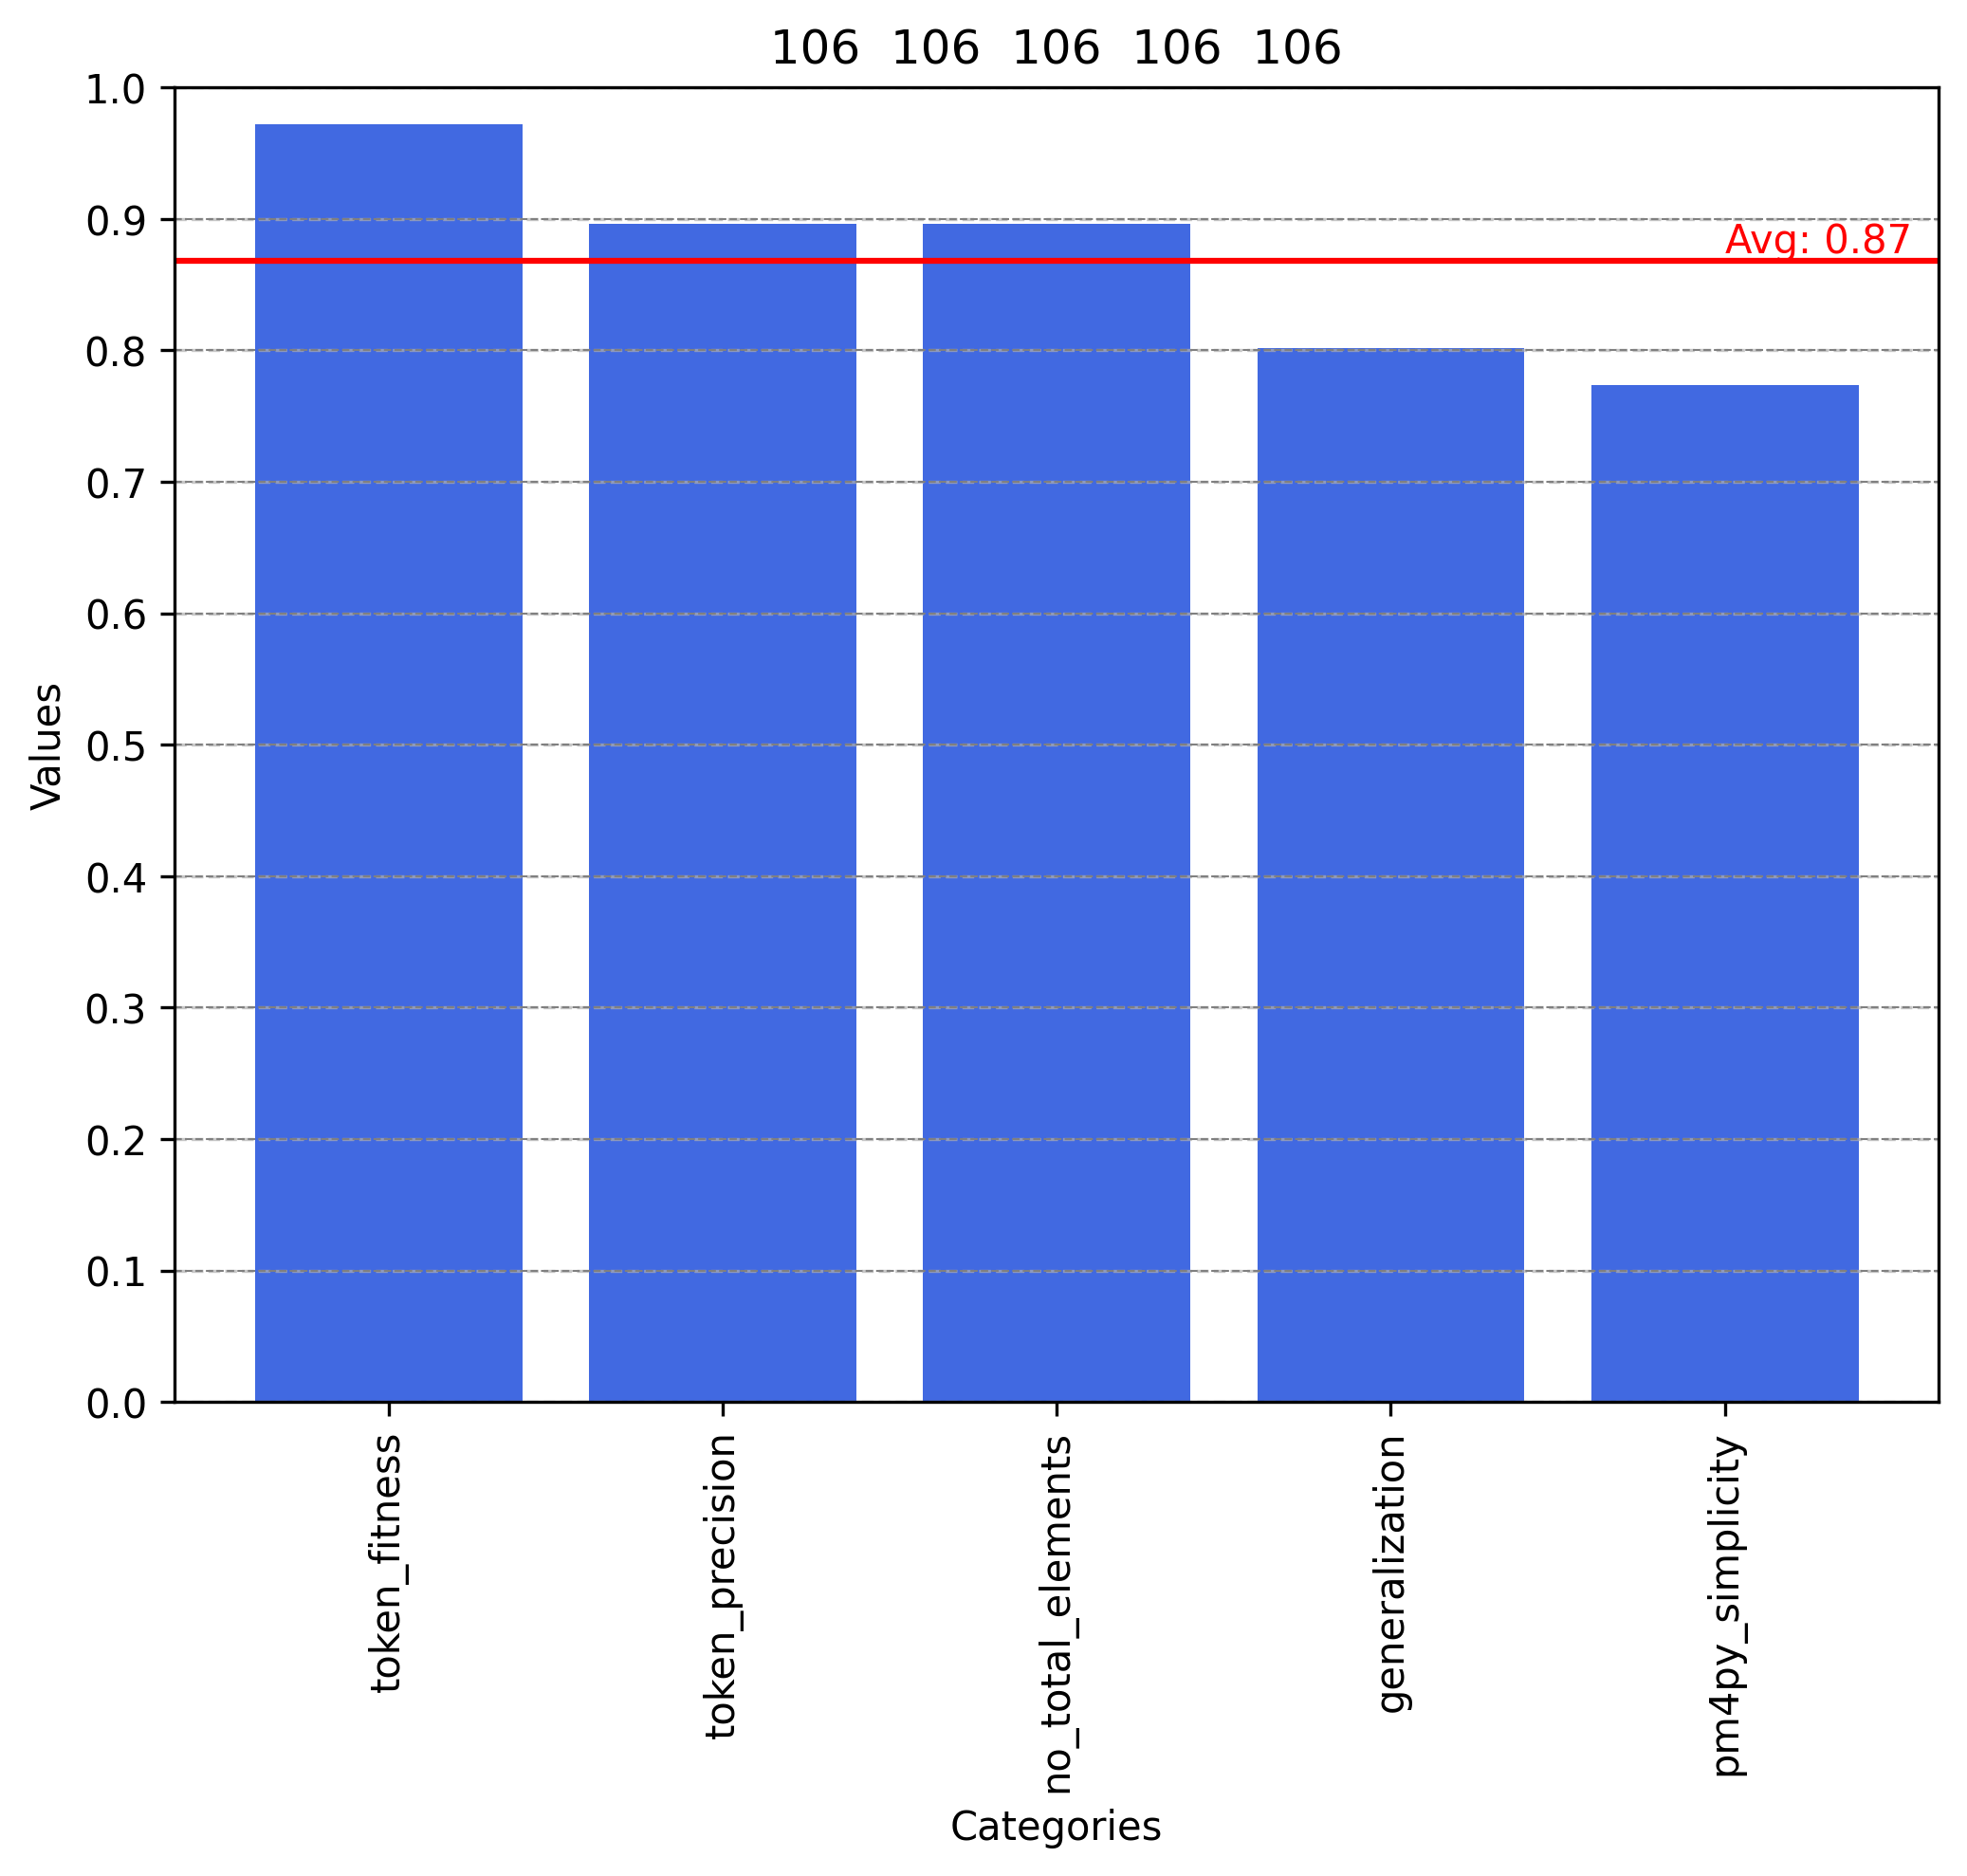 106  106  106  106  106
1.0
0.9
Avg: 0.87
0.8
0.7
0.6
0.5
0.4
0.3
0.2
0.1
0.0
Values
token_fitness
token_precision
no_total_elements
generalization
pm4py_simplicity
Categories